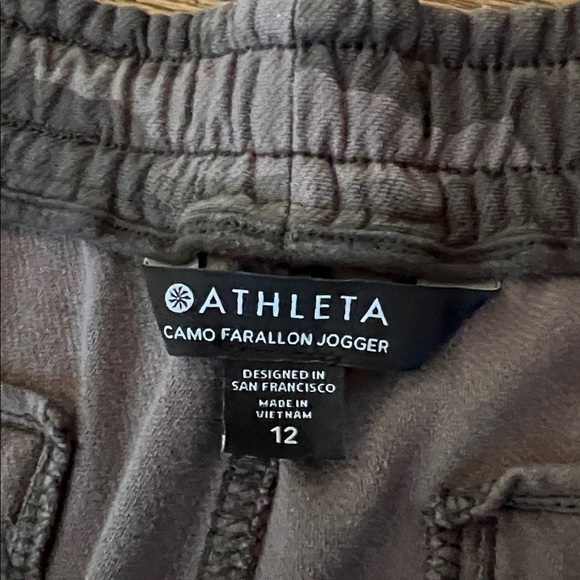 ATHLETA
CAMO FARALLON JOGGER
DESIGNED IN
SAN FRANCISCO
MADE IN
VIETNAM
12